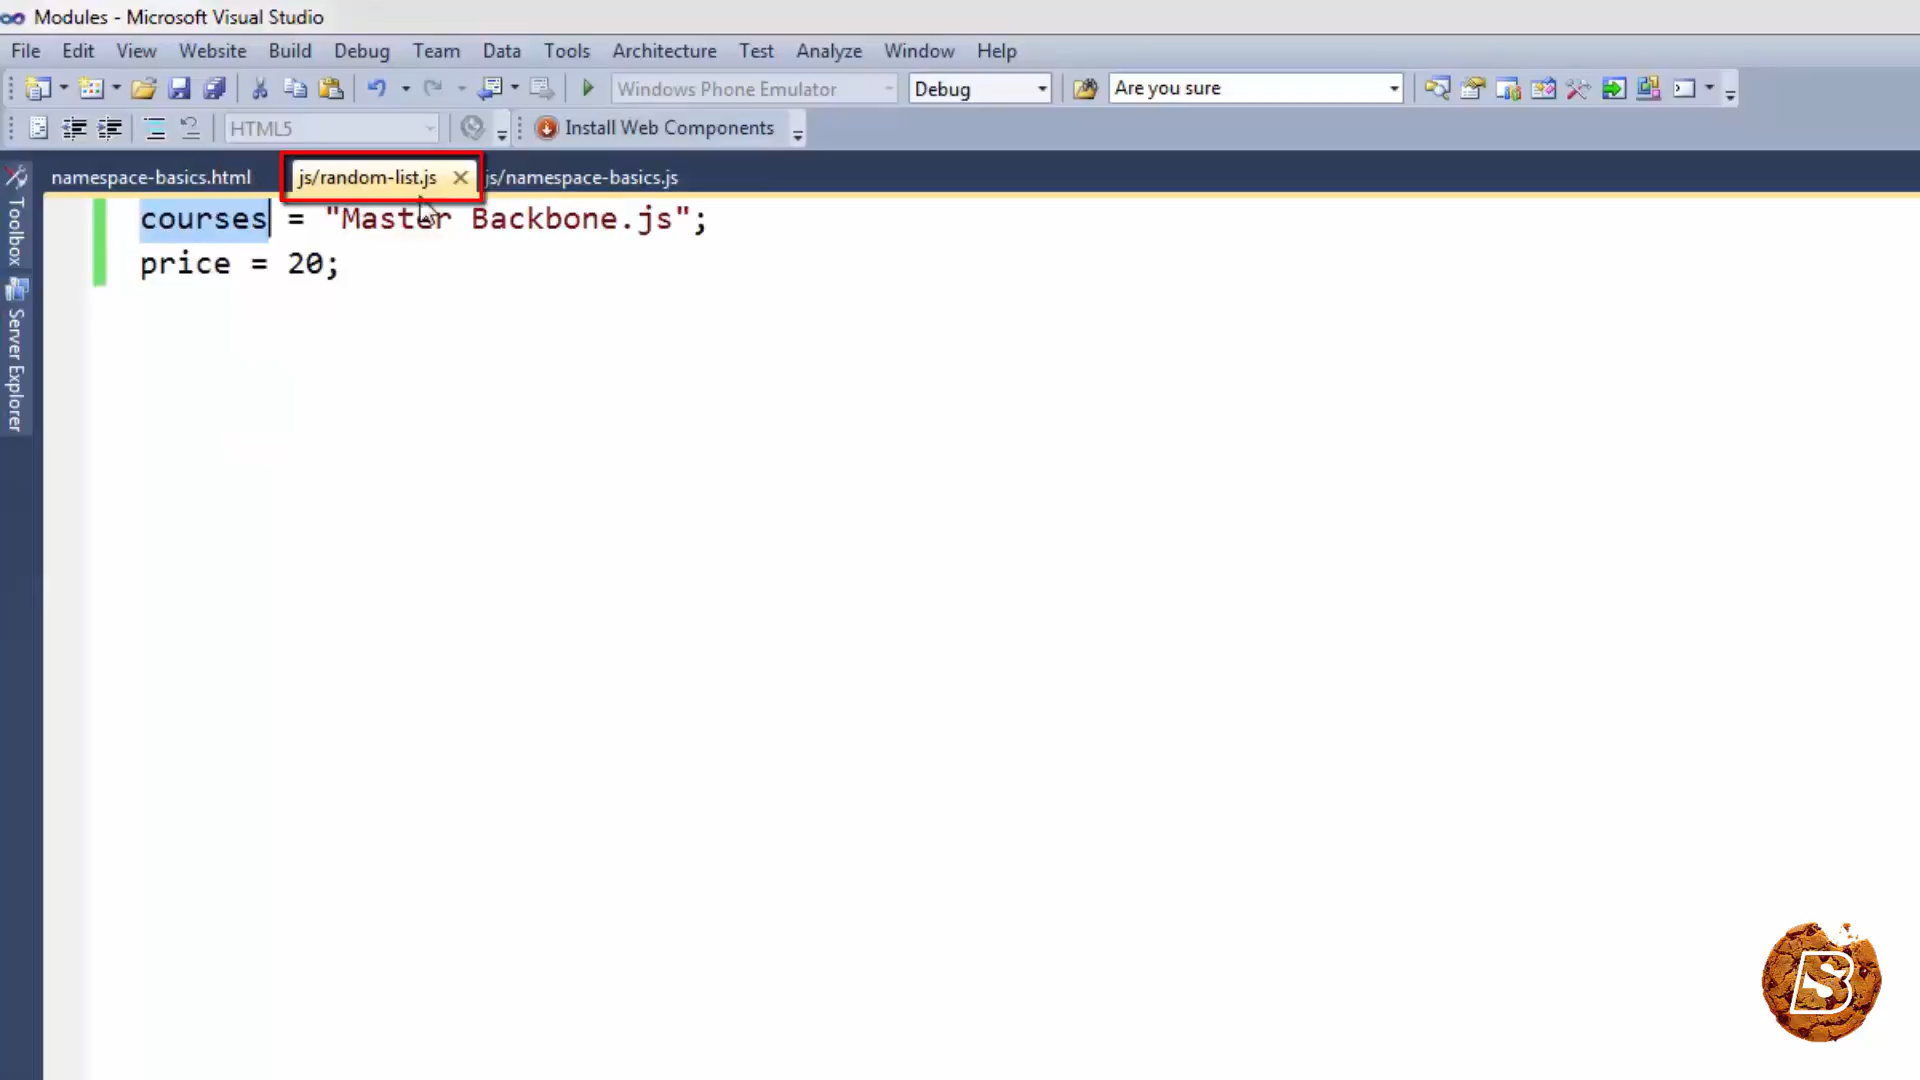 Modules - Microsoft Visual Studio
File Edit View Website Build Debug Team Data Tools Architecture Test Analyze Window Help
Windows Phone Emulator Debug Are you sure
HTML5 Install Web Components
namespace-basics.html js/random-list.js js/namespace-basics.js
Toolbox
Server Explorer
courses = "Master Backbone.js";
price = 20;